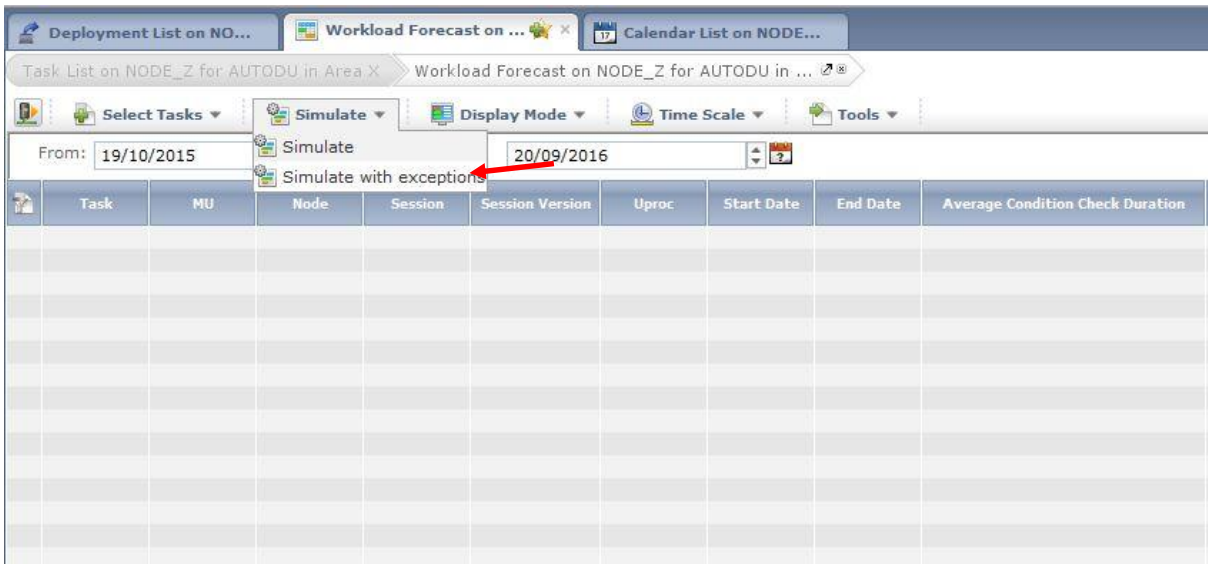 Deployment List on NO... Workload Forecast on ... Calendar List on NODE...
Task List on NODE_Z for AUTODU in Area X Workload Forecast on NODE_Z for AUTODU in ...
Select Tasks Simulate Display Mode Time Scale Tools
From: 19/10/2015 Simulate 20/09/2016
Simulate with exceptions
Task MU Node Session Session Version Uproc Start Date End Date Average Condition Check Duration